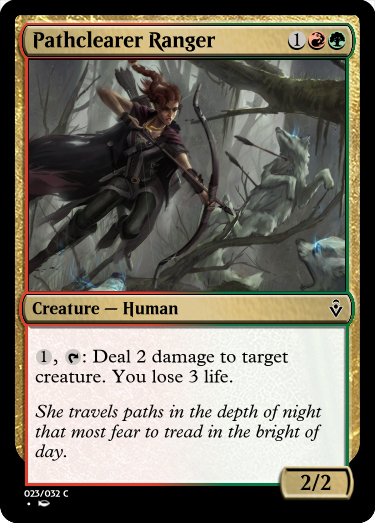 Pathclearer Ranger 1
Creature — Human
1, : Deal 2 damage to target
creature. You lose 3 life.
She travels paths in the depth of night
that most fear to tread in the bright of
day.
2/2
023/032 C
•